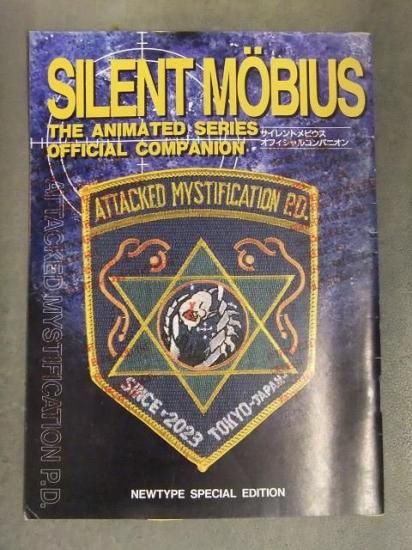 SILENT MÖBIUS
THE ANIMATED SERIES
OFFICIAL COMPANION
サイレントメビウス
オフィシャルコンパニオン
ATTACKED MYSTIFICATION P.D.
ATTACKED MYSTIFICATION P.D.
SINCE・2023 TOKYO-JAPAN
NEWTYPE SPECIAL EDITION